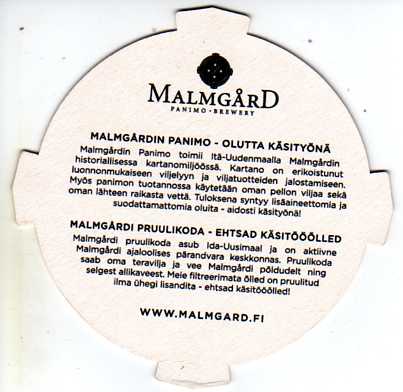 MALMGÅRD
PANIMO • BREWERY
MALMGÅRDIN PANIMO - OLUTTA KÄSITYÖNÄ
Malmgårdin Panimo toimii Itä-Uudenmaalla Malmgårdin
historiallisessa kartanomiljöössä. Kartano on erikoistunut
luonnonmukaiseen viljelyyn ja viljatuotteiden jalostamiseen.
Myös panimon tuotannossa käytetään oman pellon viljaa sekä
oman lähteen raikasta vettä. Tuloksena syntyy lisäaineettomia ja
suodattamattomia oluita - aidosti käsityönä!
MALMGÅRDI PRUULIKODA - EHTSAD KÄSITÖÖÕLLED
Malmgårdi pruulikoda asub Ida-Uusimaal ja on aktiivne
Malmgårdi ajaloolises pärandvara keskkonnas. Pruulikoda
saab oma teravilja ja vee Malmgårdi põldudelt ning
selgest allikaveest. Meie filtreerimata õlled on pruulitud
ilma ühegi lisandita - ehtsad käsitööõlled!
WWW.MALMGARD.FI